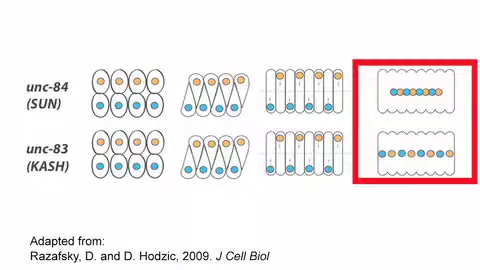 unc-84
(SUN)
unc-83
(KASH)
Adapted from:
Razafsky, D. and D. Hodzic, 2009. J Cell Biol